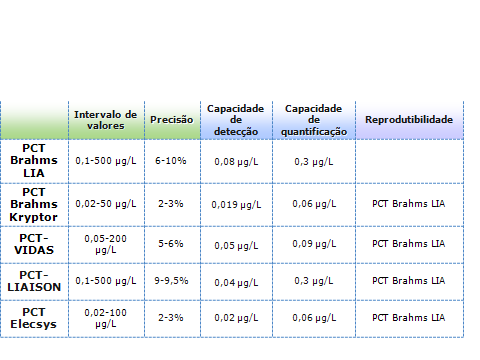 Intervalo de
valores
Precisão
Capacidade
de
detecção
Capacidade
de
quantificação
Reprodutibilidade
PCT
Brahms
LIA
0,1-500 µg/L
6-10%
0,08 µg/L
0,3 µg/L
PCT
Brahms
Kryptor
0,02-50 µg/L
2-3%
0,019 µg/L
0,06 µg/L
PCT Brahms LIA
PCT-
VIDAS
0,05-200
µg/L
5-6%
0,05 µg/L
0,09 µg/L
PCT Brahms LIA
PCT-
LIAISON
0,1-500 µg/L
9-9,5%
0,04 µg/L
0,3 µg/L
PCT Brahms LIA
PCT
Elecsys
0,02-100
µg/L
2-3%
0,02 µg/L
0,06 µg/L
PCT Brahms LIA